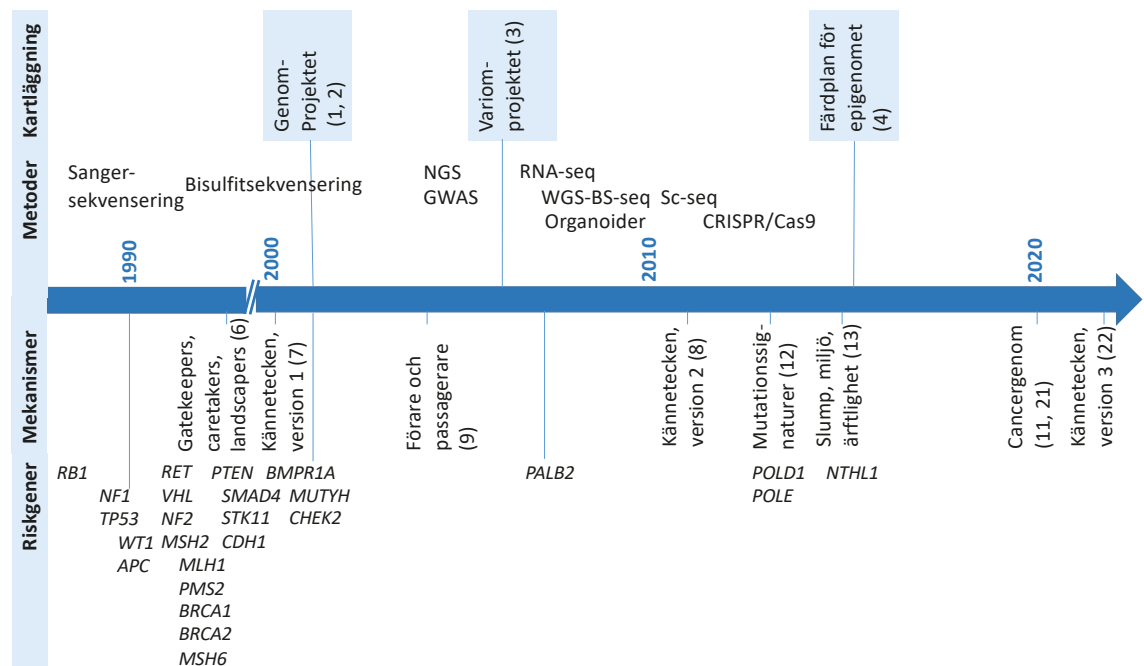 Kartläggning
Genom-
Projektet
(1, 2)
Variom-
projektet (3)
Färdplan för
epigenomet
(4)
Metoder
Sanger-
sekvensering
Bisulfitsekvensering
NGS
GWAS
RNA-seq
WGS-BS-seq
Organoider
Sc-seq
CRISPR/Cas9
1990
2000
2010
2020
Mekanismer
Gatekeepers,
caretakers,
landscapers (6)
Kännetecken,
version 1 (7)
Förare och
passagerare
(9)
Kännetecken,
version 2 (8)
Mutationssig-
naturer (12)
Slump, miljö,
ärftlighet (13)
Cancergenom
(11, 21)
Kännetecken,
version 3 (22)
Riskgener
RB1
NF1
TP53
WT1
APC
RET
VHL
NF2
MSH2
MLH1
PMS2
BRCA1
BRCA2
MSH6
PTEN
SMAD4
STK11
CDH1
BMPR1A
MUTYH
CHEK2
PALB2
POLD1
POLE
NTHL1